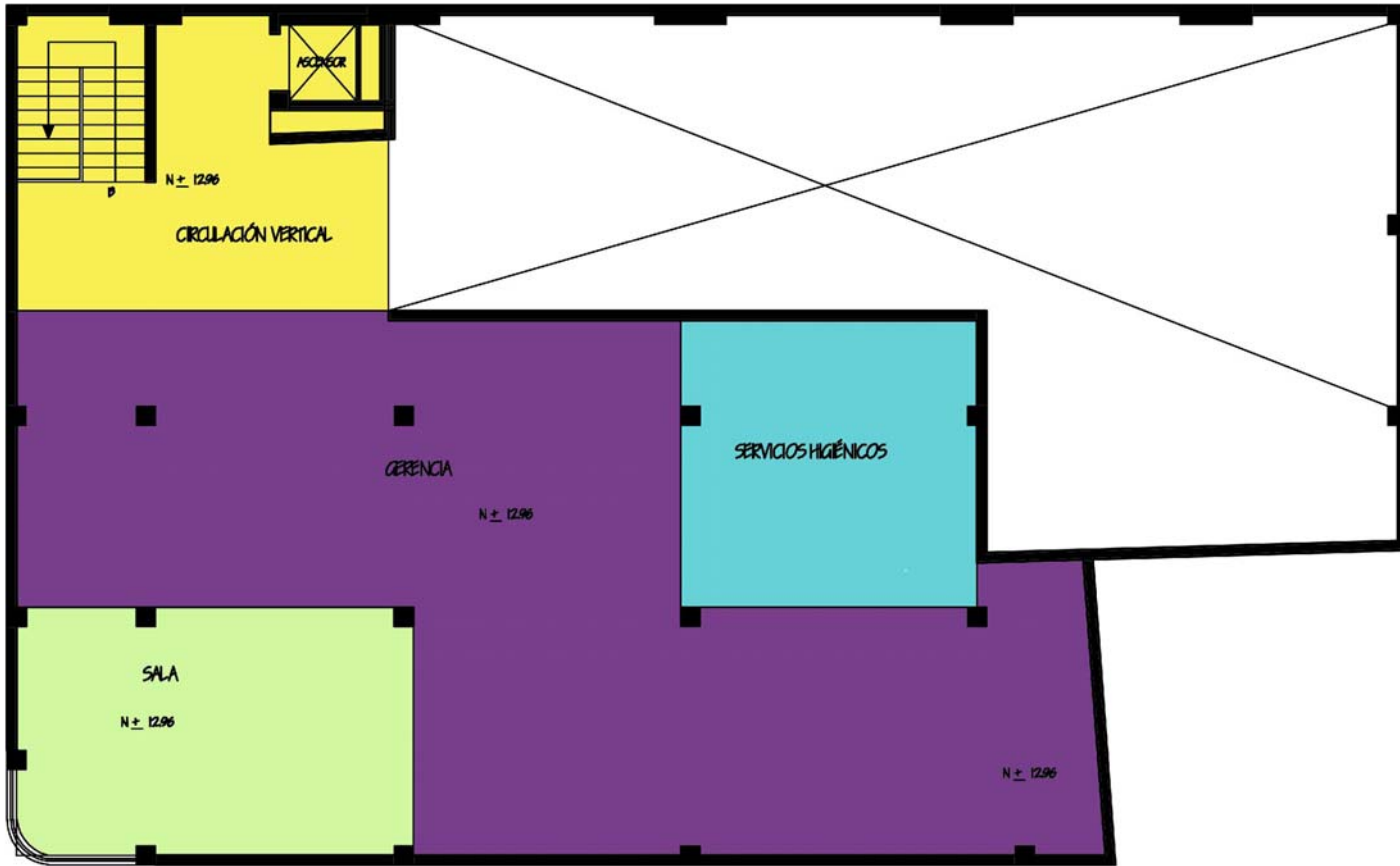 ASCENSOR
N ± 12.96
B
CIRCULACIÓN VERTICAL
SERVICIOS HIGIÉNICOS
GERENCIA
N ± 12.96
SALA
N ± 12.96
N ± 12.96